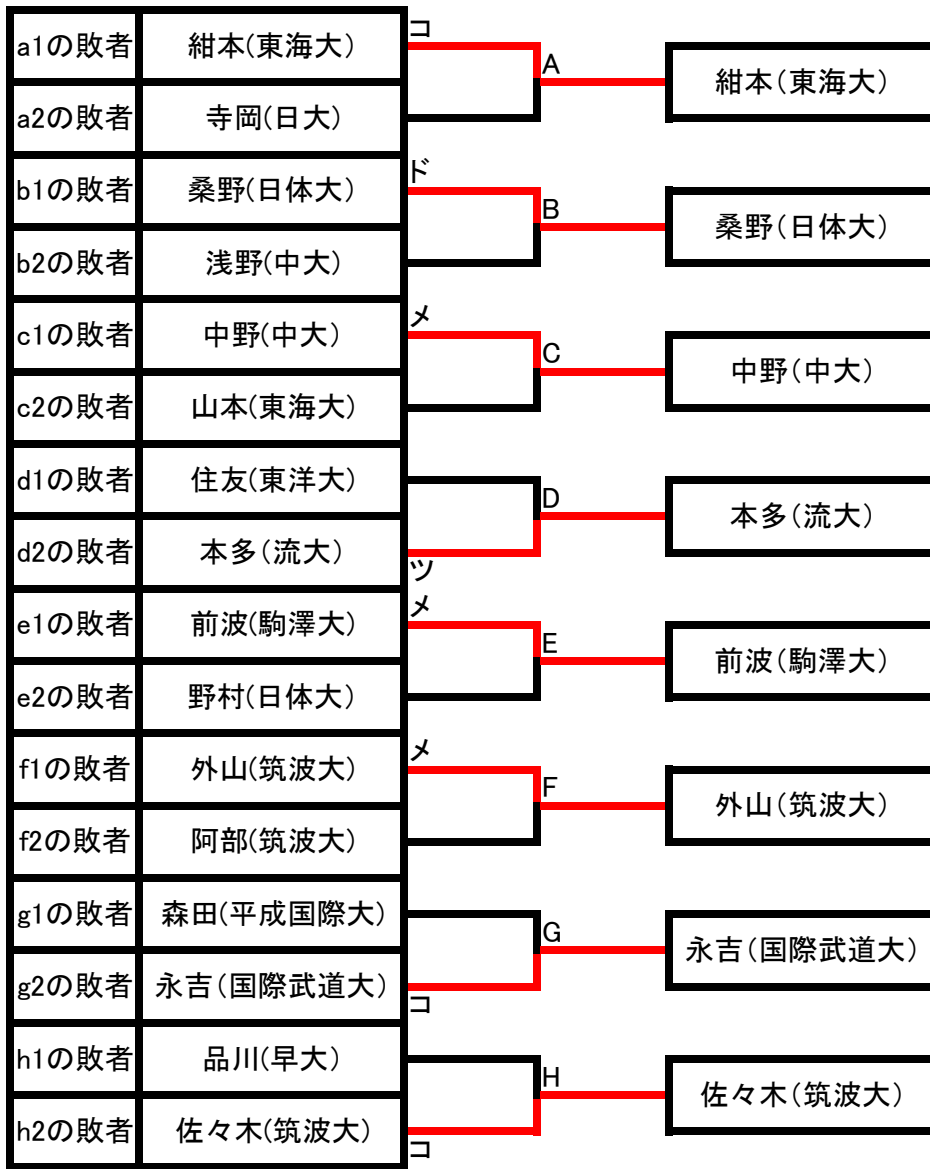 a1の敗者 紺本(東海大) コ
A 紺本(東海大)
a2の敗者 寺岡(日大)
b1の敗者 桑野(日体大) ド
B 桑野(日体大)
b2の敗者 浅野(中大)
c1の敗者 中野(中大) メ
C 中野(中大)
c2の敗者 山本(東海大)
d1の敗者 住友(東洋大)
D 本多(流大)
d2の敗者 本多(流大) ツ
e1の敗者 前波(駒澤大) メ
E 前波(駒澤大)
e2の敗者 野村(日体大)
f1の敗者 外山(筑波大) メ
F 外山(筑波大)
f2の敗者 阿部(筑波大)
g1の敗者 森田(平成国際大)
G 永吉(国際武道大)
g2の敗者 永吉(国際武道大) コ
h1の敗者 品川(早大)
H 佐々木(筑波大)
h2の敗者 佐々木(筑波大) コ